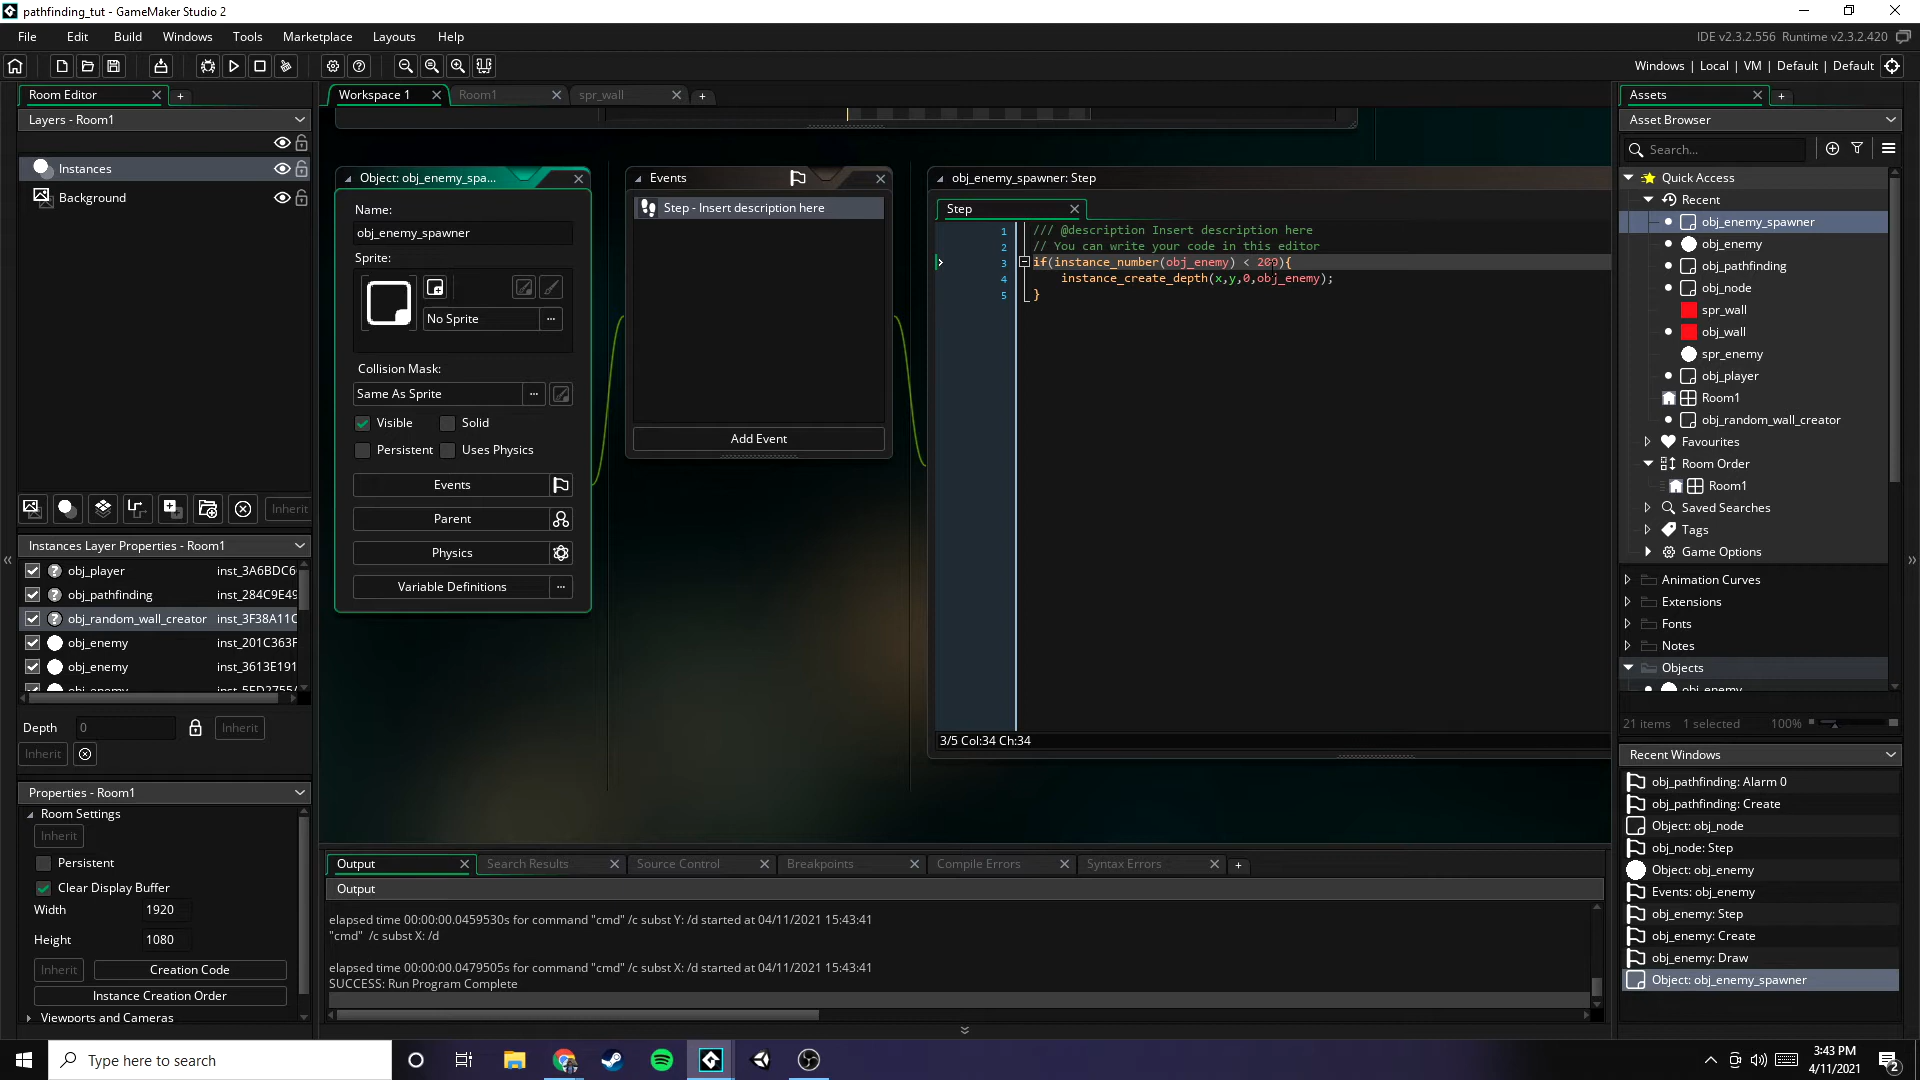 pathfinding_tut - GameMaker Studio 2
File Edit Build Windows Tools Marketplace Layouts Help
IDE v2.3.2.556 Runtime v2.3.2.420
Windows | Local | VM | Default | Default
Room Editor
Layers - Room1
Instances
Background
Inherit
Instances Layer Properties - Room1
obj_player inst_3A6BDC6
obj_pathfinding inst_284C9E49
obj_random_wall_creator inst_3F38A11C
obj_enemy inst_201C363F
obj_enemy inst_3613E191
obj_enemy inst_5ED2755A
Depth 0 Inherit
Inherit
Properties - Room1
Room Settings
Inherit
Persistent
Clear Display Buffer
Width 1920
Height 1080
Inherit Creation Code
Instance Creation Order
Viewports and Cameras
Workspace 1 Room1 spr_wall
Object: obj_enemy_spa...
Name:
obj_enemy_spawner
Sprite:
No Sprite
Collision Mask:
Same As Sprite
Visible Solid
Persistent Uses Physics
Events
Parent
Physics
Variable Definitions
Events
Step - Insert description here
Add Event
obj_enemy_spawner: Step
Step
1 /// @description Insert description here
2 // You can write your code in this editor
3 if(instance_number(obj_enemy) < 200){
4 instance_create_depth(x,y,0,obj_enemy);
5 }
3/5 Col:34 Ch:34
Output Search Results Source Control Breakpoints Compile Errors Syntax Errors
Output
elapsed time 00:00:00.0459530s for command "cmd" /c subst Y: /d started at 04/11/2021 15:43:41
"cmd" /c subst X: /d
elapsed time 00:00:00.0479505s for command "cmd" /c subst X: /d started at 04/11/2021 15:43:41
SUCCESS: Run Program Complete
Assets
Asset Browser
Search...
Quick Access
Recent
obj_enemy_spawner
obj_enemy
obj_pathfinding
obj_node
spr_wall
obj_wall
spr_enemy
obj_player
Room1
obj_random_wall_creator
Favourites
Room Order
Room1
Saved Searches
Tags
Game Options
Animation Curves
Extensions
Fonts
Notes
Objects
obj_enemy
21 items 1 selected 100%
Recent Windows
obj_pathfinding: Alarm 0
obj_pathfinding: Create
Object: obj_node
obj_node: Step
Object: obj_enemy
Events: obj_enemy
obj_enemy: Step
obj_enemy: Create
obj_enemy: Draw
Object: obj_enemy_spawner
Type here to search
3:43 PM
4/11/2021
2